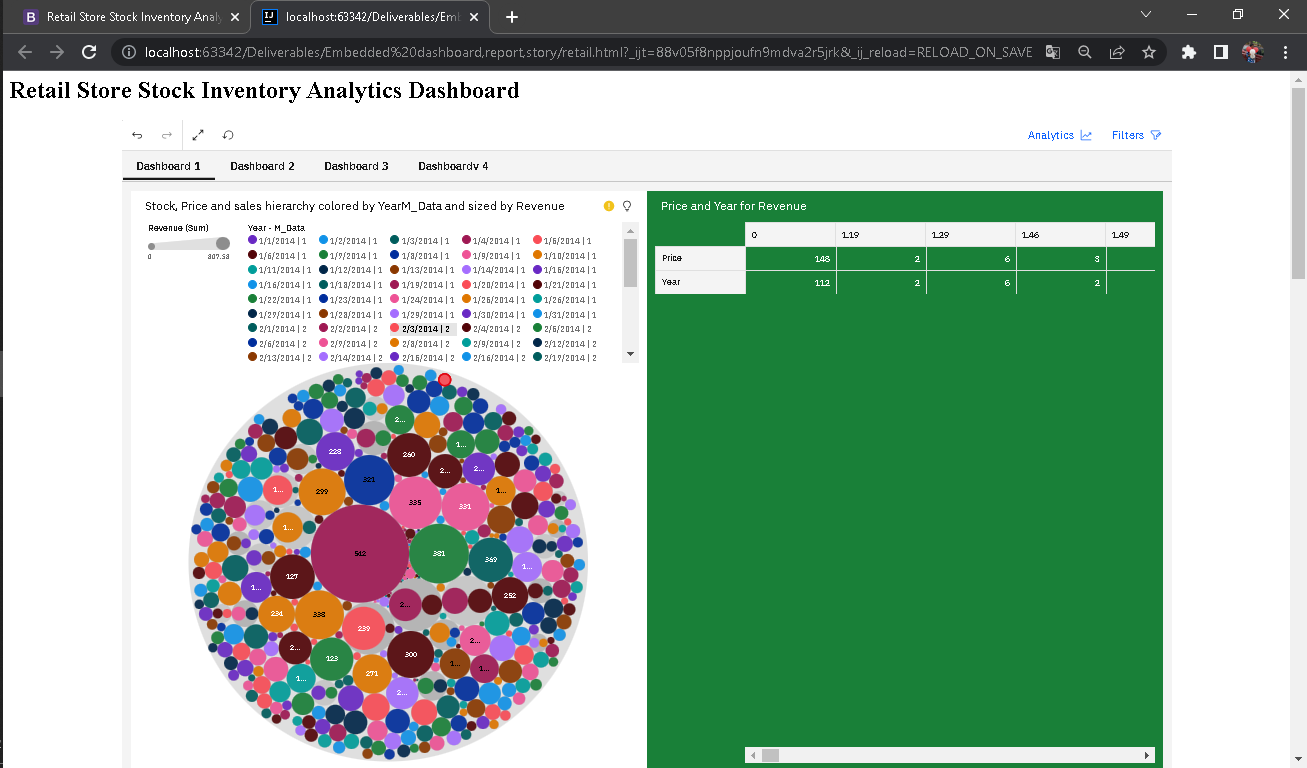 Retail Store Stock Inventory Analy
localhost:63342/Deliverables/Emb
localhost:63342/Deliverables/Embedded%20dashboard,report,story/retail.html?_ijt=88v05f8nppjoufn9mdva2r5jrk&_ij_reload=RELOAD_ON_SAVE
Retail Store Stock Inventory Analytics Dashboard
Analytics Filters
Dashboard 1 Dashboard 2 Dashboard 3 Dashboardv 4
Stock, Price and sales hierarchy colored by YearM_Data and sized by Revenue
Revenue (Sum)
0 807.58
Year - M_Data
1/1/2014 | 1 1/2/2014 | 1 1/3/2014 | 1 1/4/2014 | 1 1/5/2014 | 1
1/6/2014 | 1 1/7/2014 | 1 1/8/2014 | 1 1/9/2014 | 1 1/10/2014 | 1
1/11/2014 | 1 1/12/2014 | 1 1/13/2014 | 1 1/14/2014 | 1 1/15/2014 | 1
1/16/2014 | 1 1/18/2014 | 1 1/19/2014 | 1 1/20/2014 | 1 1/21/2014 | 1
1/22/2014 | 1 1/23/2014 | 1 1/24/2014 | 1 1/25/2014 | 1 1/26/2014 | 1
1/27/2014 | 1 1/28/2014 | 1 1/29/2014 | 1 1/30/2014 | 1 1/31/2014 | 1
2/1/2014 | 2 2/2/2014 | 2 2/3/2014 | 2 2/4/2014 | 2 2/5/2014 | 2
2/6/2014 | 2 2/7/2014 | 2 2/8/2014 | 2 2/9/2014 | 2 2/12/2014 | 2
2/13/2014 | 2 2/14/2014 | 2 2/15/2014 | 2 2/16/2014 | 2 2/17/2014 | 2
2...
1...
228 260
2... 2...
321
1... 299 335 331 1...
1...
542 381 369
1...
127
1...
252
2...
234 338
239
2...
2...
300
123
1... 1...
271
1...
2...
Price and Year for Revenue
0 1.19 1.29 1.46 1.49
Price 148 2 6 3
Year 112 2 6 2